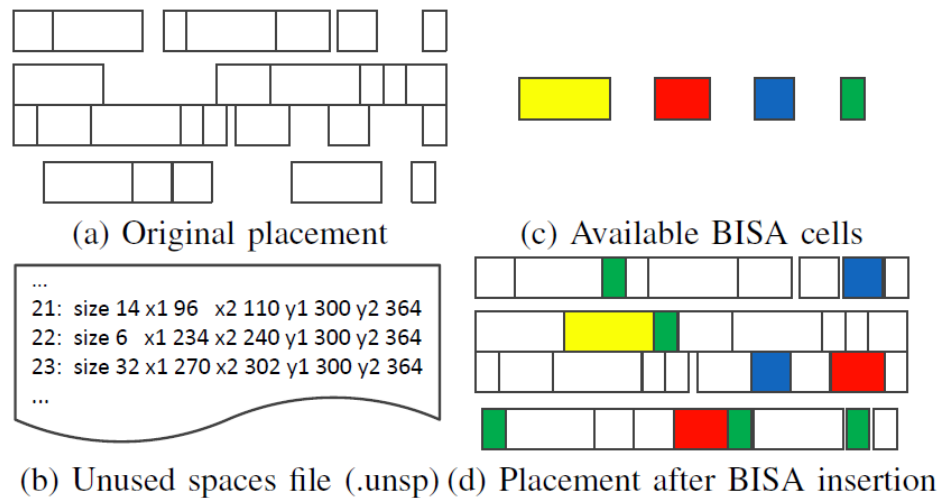 (a) Original placement
(c) Available BISA cells
...
21: size 14 x1 96 x2 110 y1 300 y2 364
22: size 6 x1 234 x2 240 y1 300 y2 364
23: size 32 x1 270 x2 302 y1 300 y2 364
...
(b) Unused spaces file (.unsp)
(d) Placement after BISA insertion